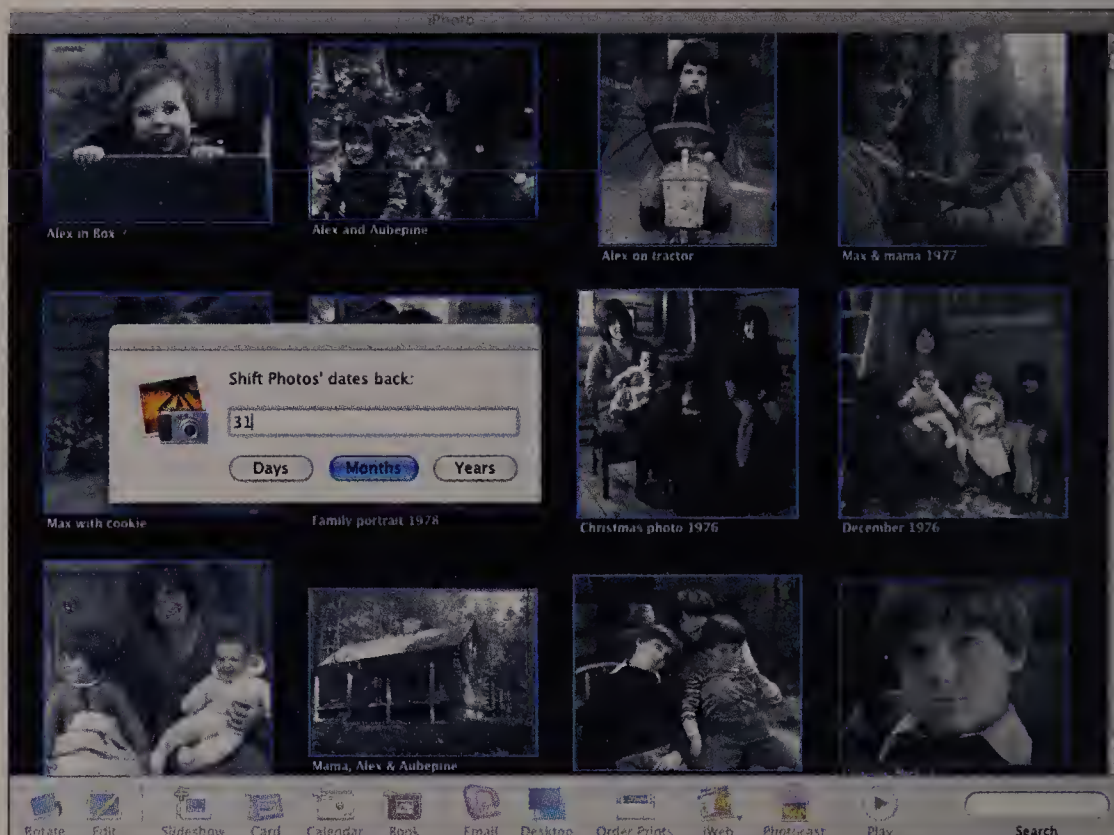 iPhoto
Alex in Box
Alex and Aubepine
Alex on tractor
Max & mama 1977
Shift Photos' dates back:
31
Days Months Years
Max with cookie
Family portrait 1978
Christmas photo 1976
December 1976
Mama, Alex & Aubepine
Rotate Edit Slideshow Card Calendar Book Email Desktop Order Prints iWeb Photocast Play Search